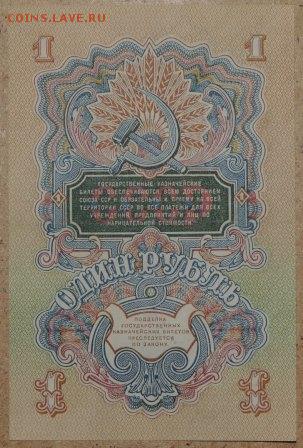 COINS.LAVE.RU
1 1
ГОСУДАРСТВЕННЫЕ КАЗНАЧЕЙСКИЕ
БИЛЕТЫ ОБЕСПЕЧИВАЮТСЯ ВСЕМ ДОСТОЯНИЕМ
СОЮЗА ССР И ОБЯЗАТЕЛЬНЫ К ПРИЕМУ НА ВСЕЙ
ТЕРРИТОРИИ СССР ВО ВСЕ ПЛАТЕЖИ ДЛЯ ВСЕХ
УЧРЕЖДЕНИЙ, ПРЕДПРИЯТИЙ И ЛИЦ ПО
НАРИЦАТЕЛЬНОЙ СТОИМОСТИ.
ОДИН РУБЛЬ
ПОДДЕЛКА
ГОСУДАРСТВЕННЫХ
КАЗНАЧЕЙСКИХ БИЛЕТОВ
ПРЕСЛЕДУЕТСЯ
ПО ЗАКОНУ.
1 1